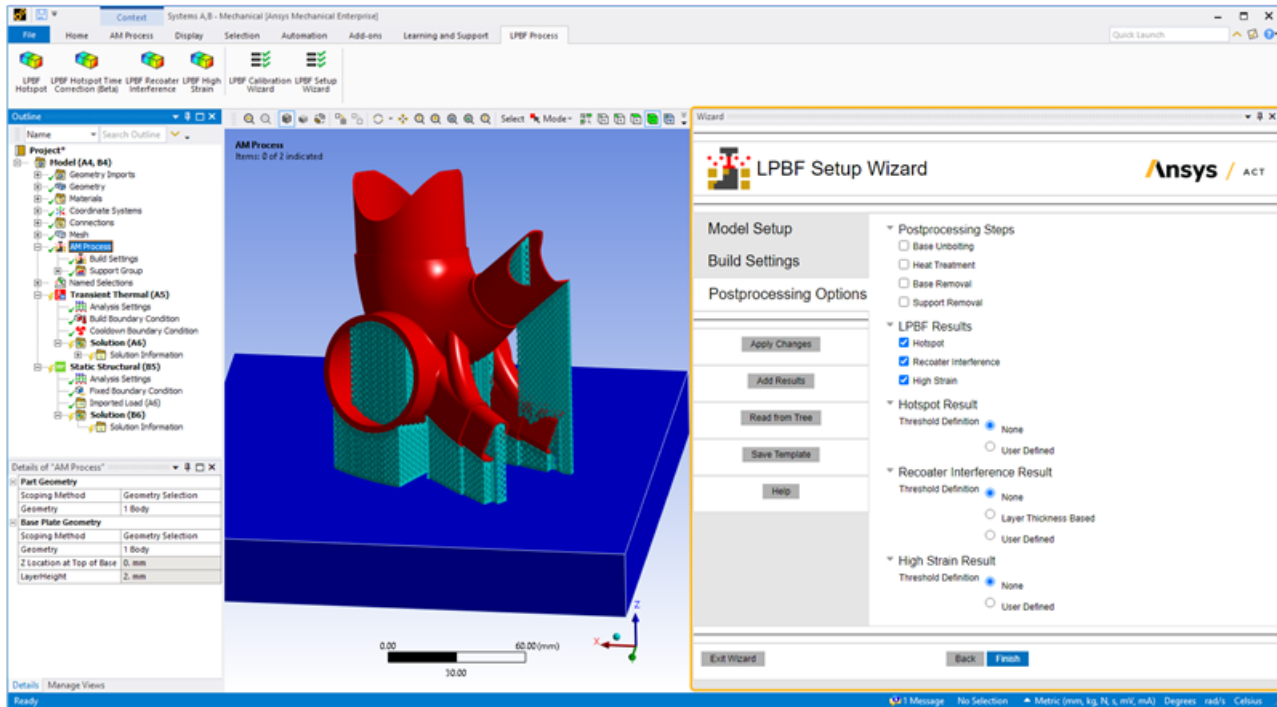 Context
Systems A,B - Mechanical [Ansys Mechanical Enterprise]
File Home AM Process Display Selection Automation Add-ons Learning and Support LPBF Process
Quick Launch
LPBF Hotspot
LPBF Hotspot Time Correction (Beta)
LPBF Recoater Interference
LPBF High Strain
LPBF Calibration Wizard
LPBF Setup Wizard
Outline
Name
Search Outline
Project*
Model (A4, B4)
Geometry Imports
Geometry
Materials
Coordinate Systems
Connections
Mesh
AM Process
Build Settings
Support Group
Named Selections
Transient Thermal (A5)
Analysis Settings
Build Boundary Condition
Cooldown Boundary Condition
Solution (A6)
Solution Information
Static Structural (B5)
Analysis Settings
Fixed Boundary Condition
Imported Load (A6)
Solution (B6)
Solution Information
Details of "AM Process"
Part Geometry
Scoping Method Geometry Selection
Geometry 1 Body
Base Plate Geometry
Scoping Method Geometry Selection
Geometry 1 Body
Z Location at Top of Base 0. mm
LayerHeight 2. mm
Details Manage Views
Select Mode
AM Process
Items: 0 of 2 indicated
0.00
60.00 (mm)
30.00
Z
X
Wizard
LPBF Setup Wizard
Ansys / ACT
Model Setup
Build Settings
Postprocessing Options
Apply Changes
Add Results
Read from Tree
Save Template
Help
Postprocessing Steps
Base Unbolting
Heat Treatment
Base Removal
Support Removal
LPBF Results
Hotspot
Recoater Interference
High Strain
Hotspot Result
Threshold Definition
None
User Defined
Recoater Interference Result
Threshold Definition
None
Layer Thickness Based
User Defined
High Strain Result
Threshold Definition
None
User Defined
Exit Wizard
Back
Finish
Ready
1 Message No Selection Metric (mm, kg, N, s, mV, mA) Degrees rad/s Celsius